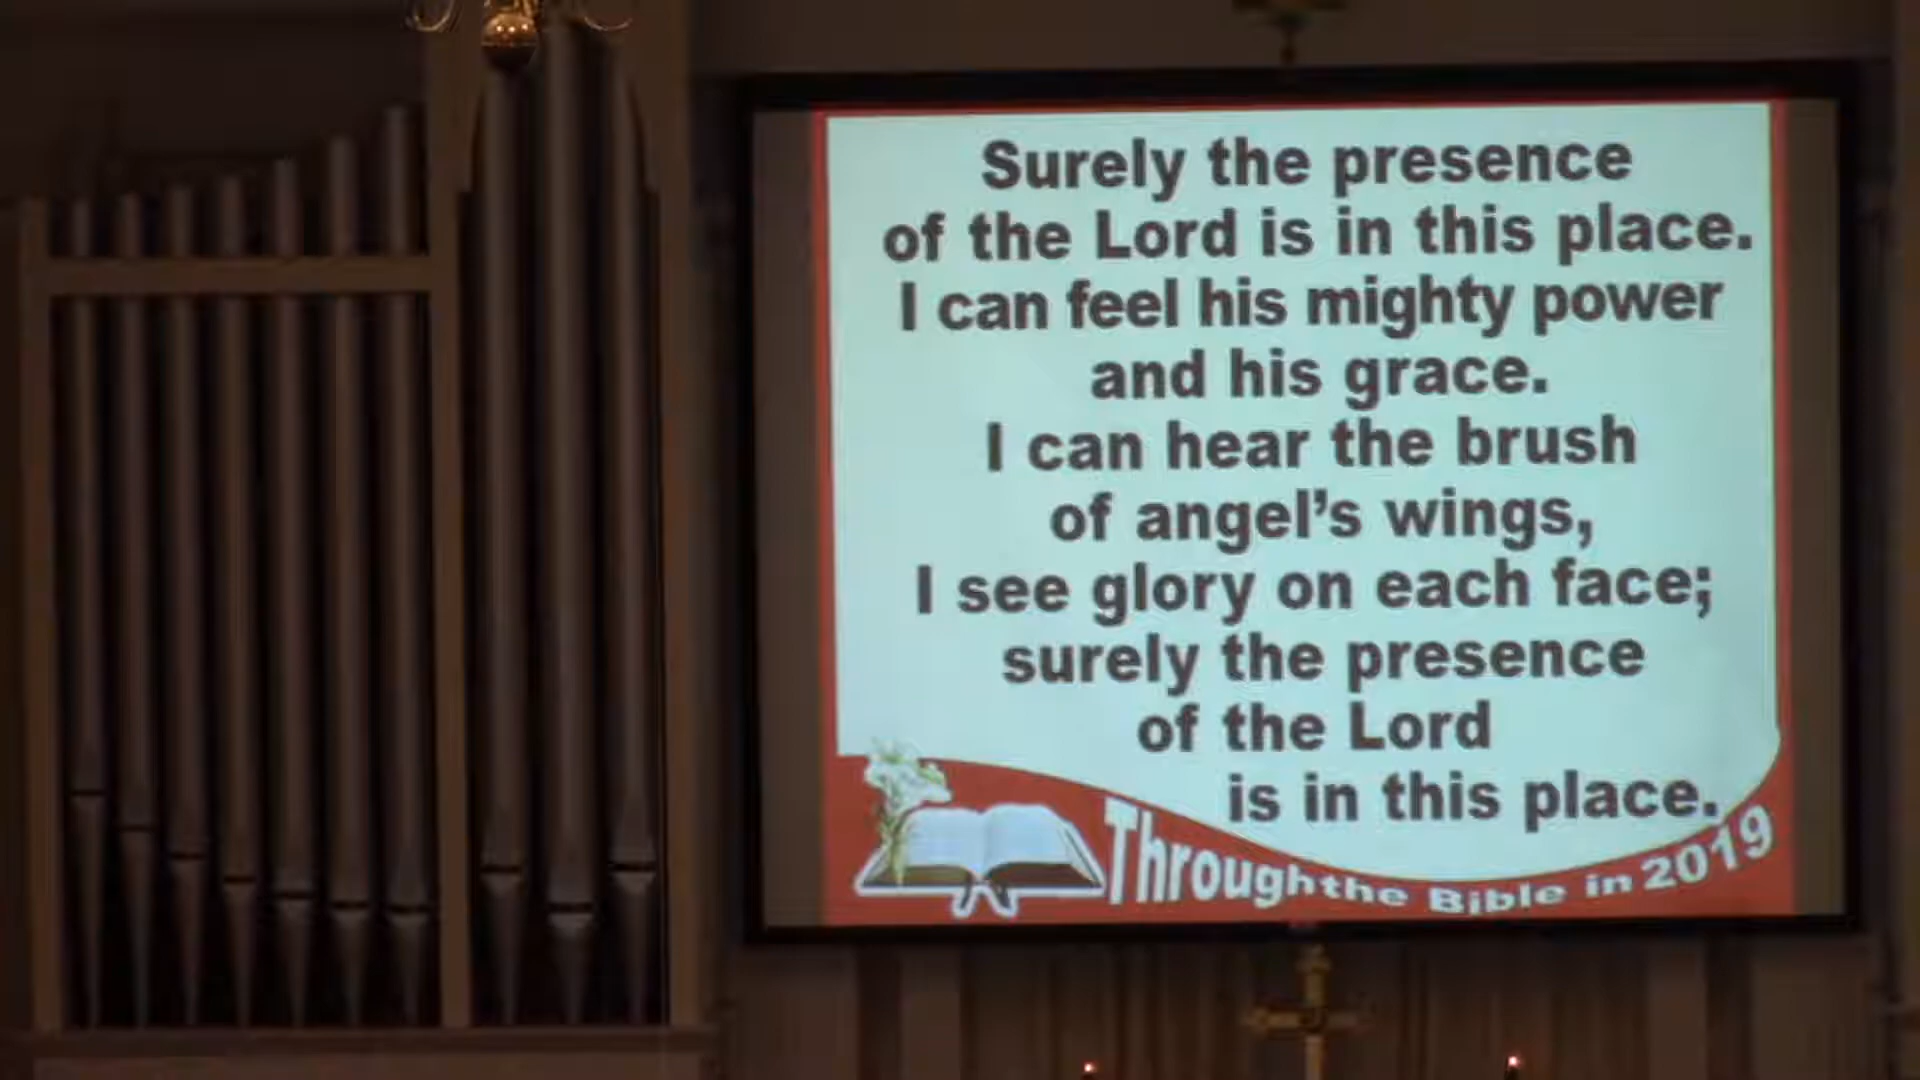 Surely the presence
of the Lord is in this place.
I can feel his mighty power
and his grace.
I can hear the brush
of angel’s wings,
I see glory on each face;
surely the presence
of the Lord
is in this place.
Through the Bible in 2019